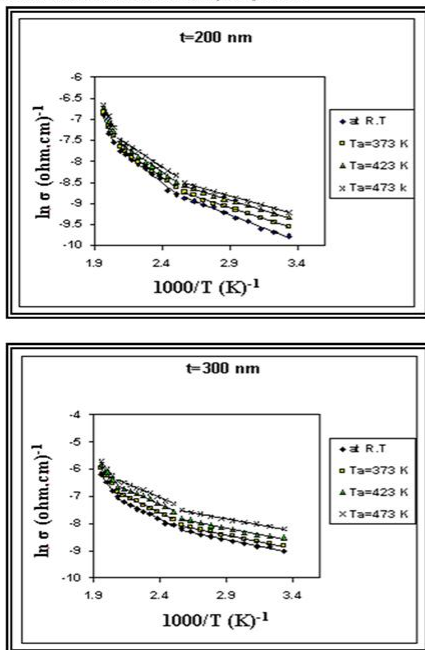 t=200 nm
-6
-6.5
-7
-7.5
-8
-8.5
-9
-9.5
-10
1.9 2.4 2.9 3.4
ln σ (ohm.cm)-1
1000/T (K)-1
at R.T
Ta=373 K
Ta=423 K
Ta=473 k
t=300 nm
-4
-5
-6
-7
-8
-9
-10
1.9 2.4 2.9 3.4
ln σ (ohm.cm)-1
1000/T (K)-1
at R.T
Ta=373 K
Ta=423 K
Ta=473 K